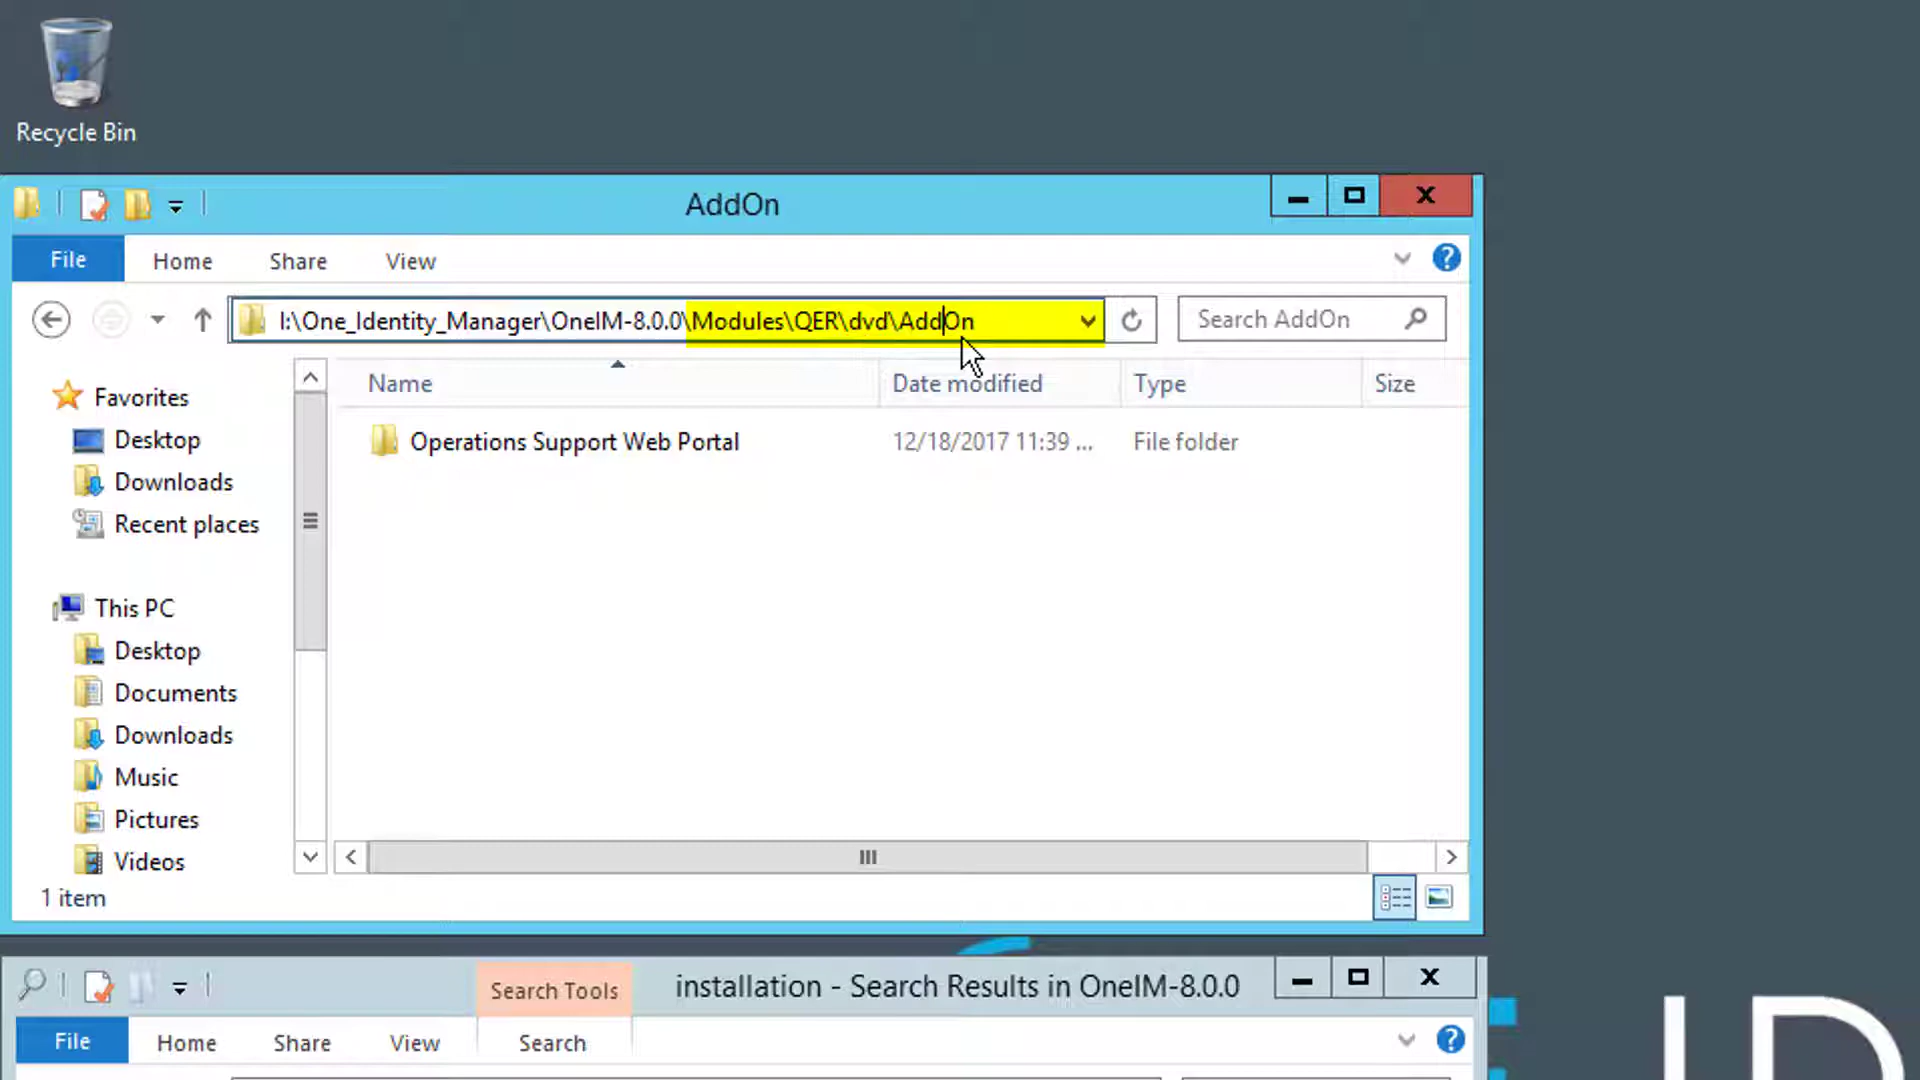 Recycle Bin
AddOn
File Home Share View
I:\One_Identity_Manager\OneIM-8.0.0\Modules\QER\dvd\AddOn
Search AddOn
Name Date modified Type Size
Operations Support Web Portal 12/18/2017 11:39 ... File folder
Favorites
Desktop
Downloads
Recent places
This PC
Desktop
Documents
Downloads
Music
Pictures
Videos
1 item
Search Tools
installation - Search Results in OneIM-8.0.0
File Home Share View Search
E ID